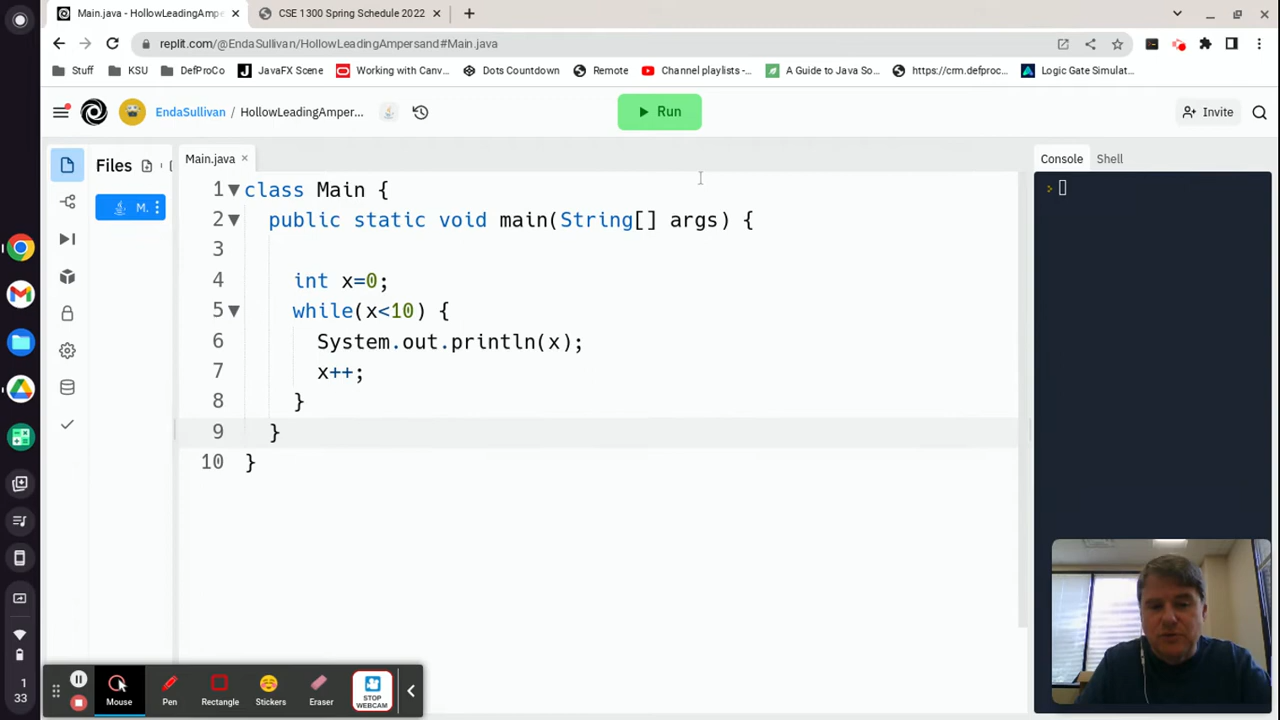 Main.java - HollowLeadingAmpe
CSE 1300 Spring Schedule 2022
replit.com/@EndaSullivan/HollowLeadingAmpersand#Main.java
Stuff KSU DefProCo JavaFX Scene Working with Canv... Dots Countdown Remote Channel playlists -... A Guide to Java So... https://crm.defproc... Logic Gate Simulat...
EndaSullivan / HollowLeadingAmper... Run Invite
Files
M.
Main.java
Console Shell
1 class Main {
2 public static void main(String[] args) {
3
4 int x=0;
5 while(x<10) {
6 System.out.println(x);
7 x++;
8 }
9 }
10 }
1
33
Mouse Pen Rectangle Stickers Eraser STOP
WEBCAM